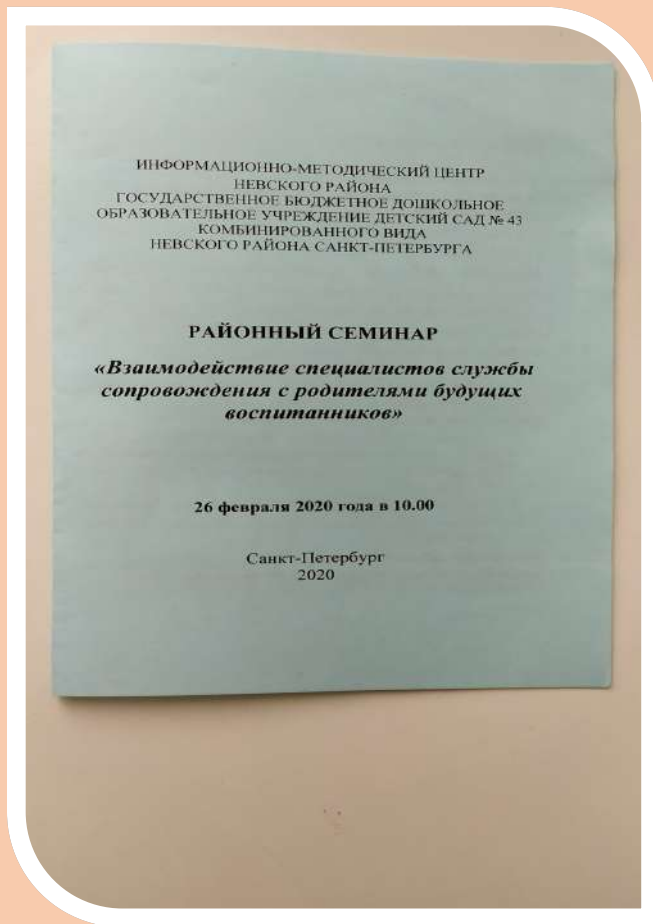 ИНФОРМАЦИОННО-МЕТОДИЧЕСКИЙ ЦЕНТР
НЕВСКОГО РАЙОНА
ГОСУДАРСТВЕННОЕ БЮДЖЕТНОЕ ДОШКОЛЬНОЕ
ОБРАЗОВАТЕЛЬНОЕ УЧРЕЖДЕНИЕ ДЕТСКИЙ САД № 43
КОМБИНИРОВАННОГО ВИДА
НЕВСКОГО РАЙОНА САНКТ-ПЕТЕРБУРГА
РАЙОННЫЙ СЕМИНАР
«Взаимодействие специалистов службы
сопровождения с родителями будущих
воспитанников»
26 февраля 2020 года в 10.00
Санкт-Петербург
2020